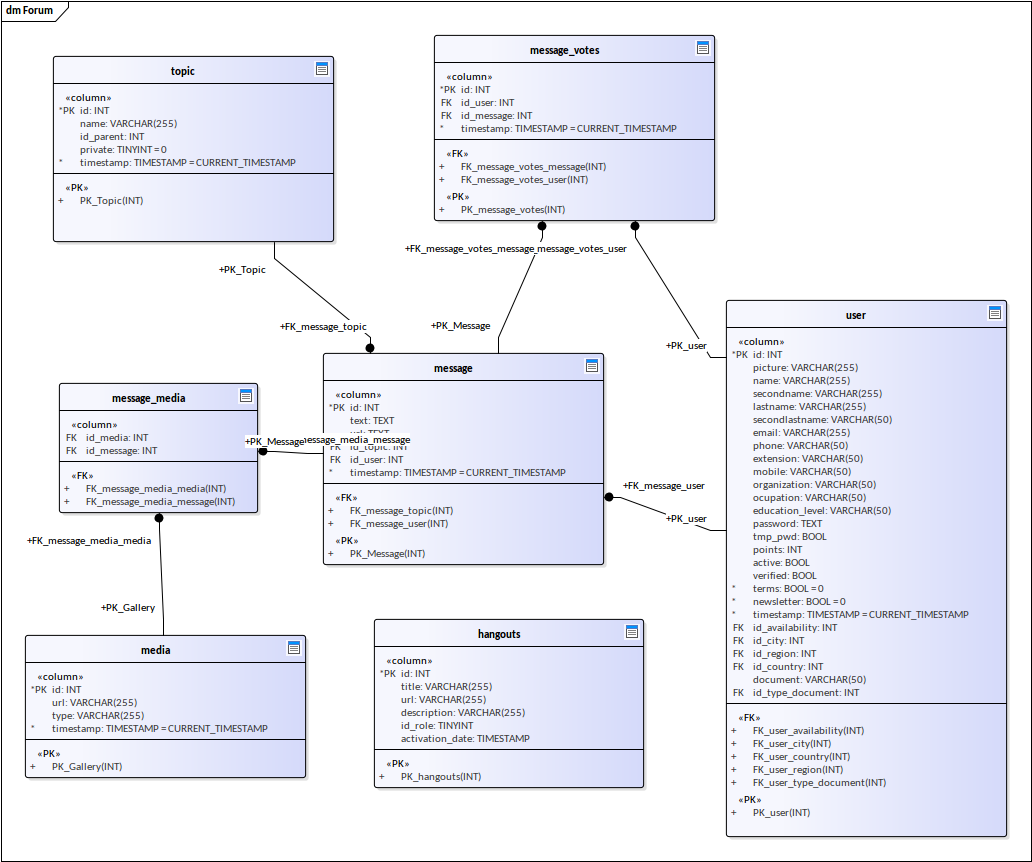 dm Forum
topic
«column»
*PK id: INT
name: VARCHAR(255)
id_parent: INT
private: TINYINT = 0
* timestamp: TIMESTAMP = CURRENT_TIMESTAMP
«PK»
+ PK_Topic(INT)
message_votes
«column»
*PK id: INT
FK id_user: INT
FK id_message: INT
* timestamp: TIMESTAMP = CURRENT_TIMESTAMP
«FK»
+ FK_message_votes_message(INT)
+ FK_message_votes_user(INT)
«PK»
+ PK_message_votes(INT)
+FK_message_votes_message_message_votes_user
+PK_Topic
+FK_message_topic
+PK_Message
+PK_user
message
«column»
*PK id: INT
text: TEXT
FK id_user: INT
* timestamp: TIMESTAMP = CURRENT_TIMESTAMP
«FK»
+ FK_message_topic(INT)
+ FK_message_user(INT)
«PK»
+ PK_Message(INT)
message_media
«column»
FK id_media: INT
FK id_message: INT
«FK»
+ FK_message_media_media(INT)
+ FK_message_media_message(INT)
+PK_Message
+FK_message_user
+PK_user
+FK_message_media_media
+PK_Gallery
media
«column»
*PK id: INT
url: VARCHAR(255)
type: VARCHAR(255)
* timestamp: TIMESTAMP = CURRENT_TIMESTAMP
«PK»
+ PK_Gallery(INT)
hangouts
«column»
*PK id: INT
title: VARCHAR(255)
url: VARCHAR(255)
description: VARCHAR(255)
id_role: TINYINT
activation_date: TIMESTAMP
«PK»
+ PK_hangouts(INT)
user
«column»
*PK id: INT
picture: VARCHAR(255)
name: VARCHAR(255)
secondname: VARCHAR(255)
lastname: VARCHAR(255)
secondlastname: VARCHAR(50)
email: VARCHAR(255)
phone: VARCHAR(50)
extension: VARCHAR(50)
mobile: VARCHAR(50)
organization: VARCHAR(50)
ocupation: VARCHAR(50)
education_level: VARCHAR(50)
password: TEXT
tmp_pwd: BOOL
points: INT
active: BOOL
verified: BOOL
* terms: BOOL = 0
* newsletter: BOOL = 0
* timestamp: TIMESTAMP = CURRENT_TIMESTAMP
FK id_availability: INT
FK id_city: INT
FK id_region: INT
FK id_country: INT
document: VARCHAR(50)
FK id_type_document: INT
«FK»
+ FK_user_availability(INT)
+ FK_user_city(INT)
+ FK_user_country(INT)
+ FK_user_region(INT)
+ FK_user_type_document(INT)
«PK»
+ PK_user(INT)